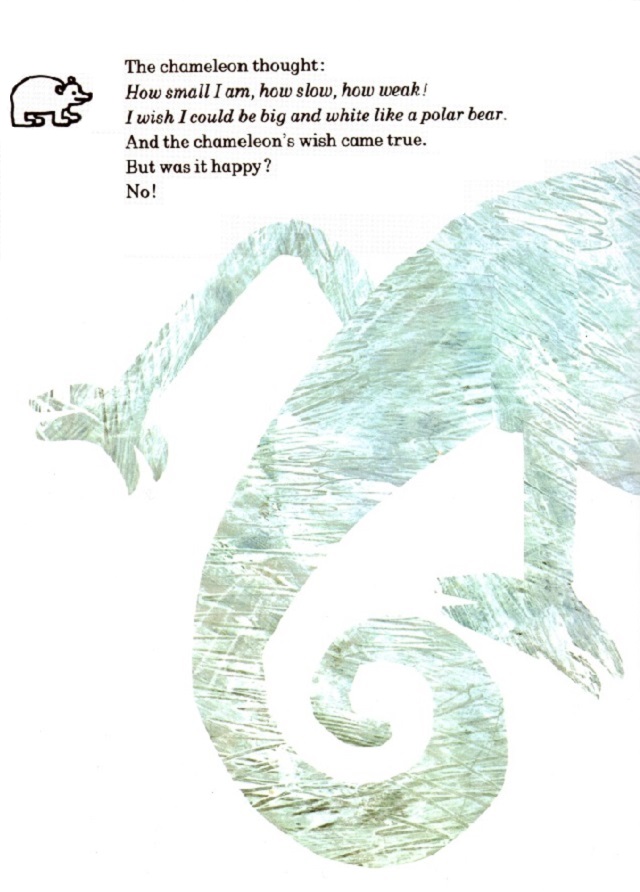 The chameleon thought:
How small I am, how slow, how weak!
I wish I could be big and white like a polar bear.
And the chameleon's wish came true.
But was it happy?
No!